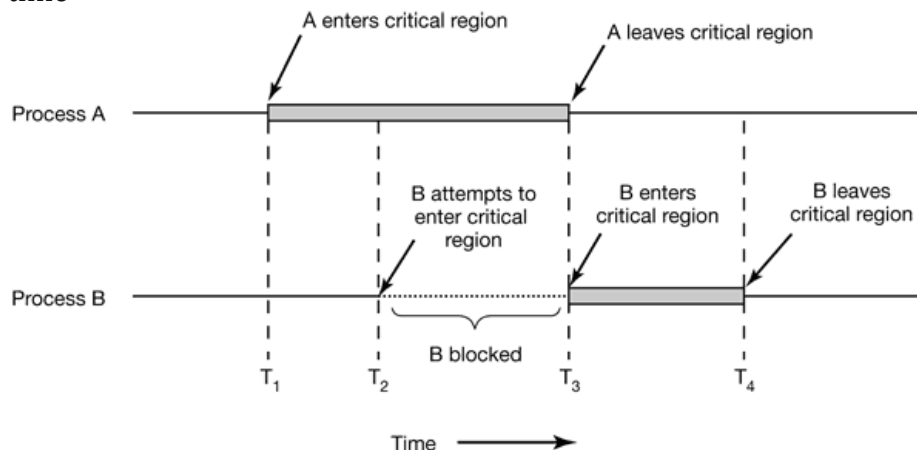 time
A enters critical region
A leaves critical region
Process A
B attempts to
enter critical
region
B enters
critical region
B leaves
critical region
Process B
B blocked
T₁
T₂
T₃
T₄
Time